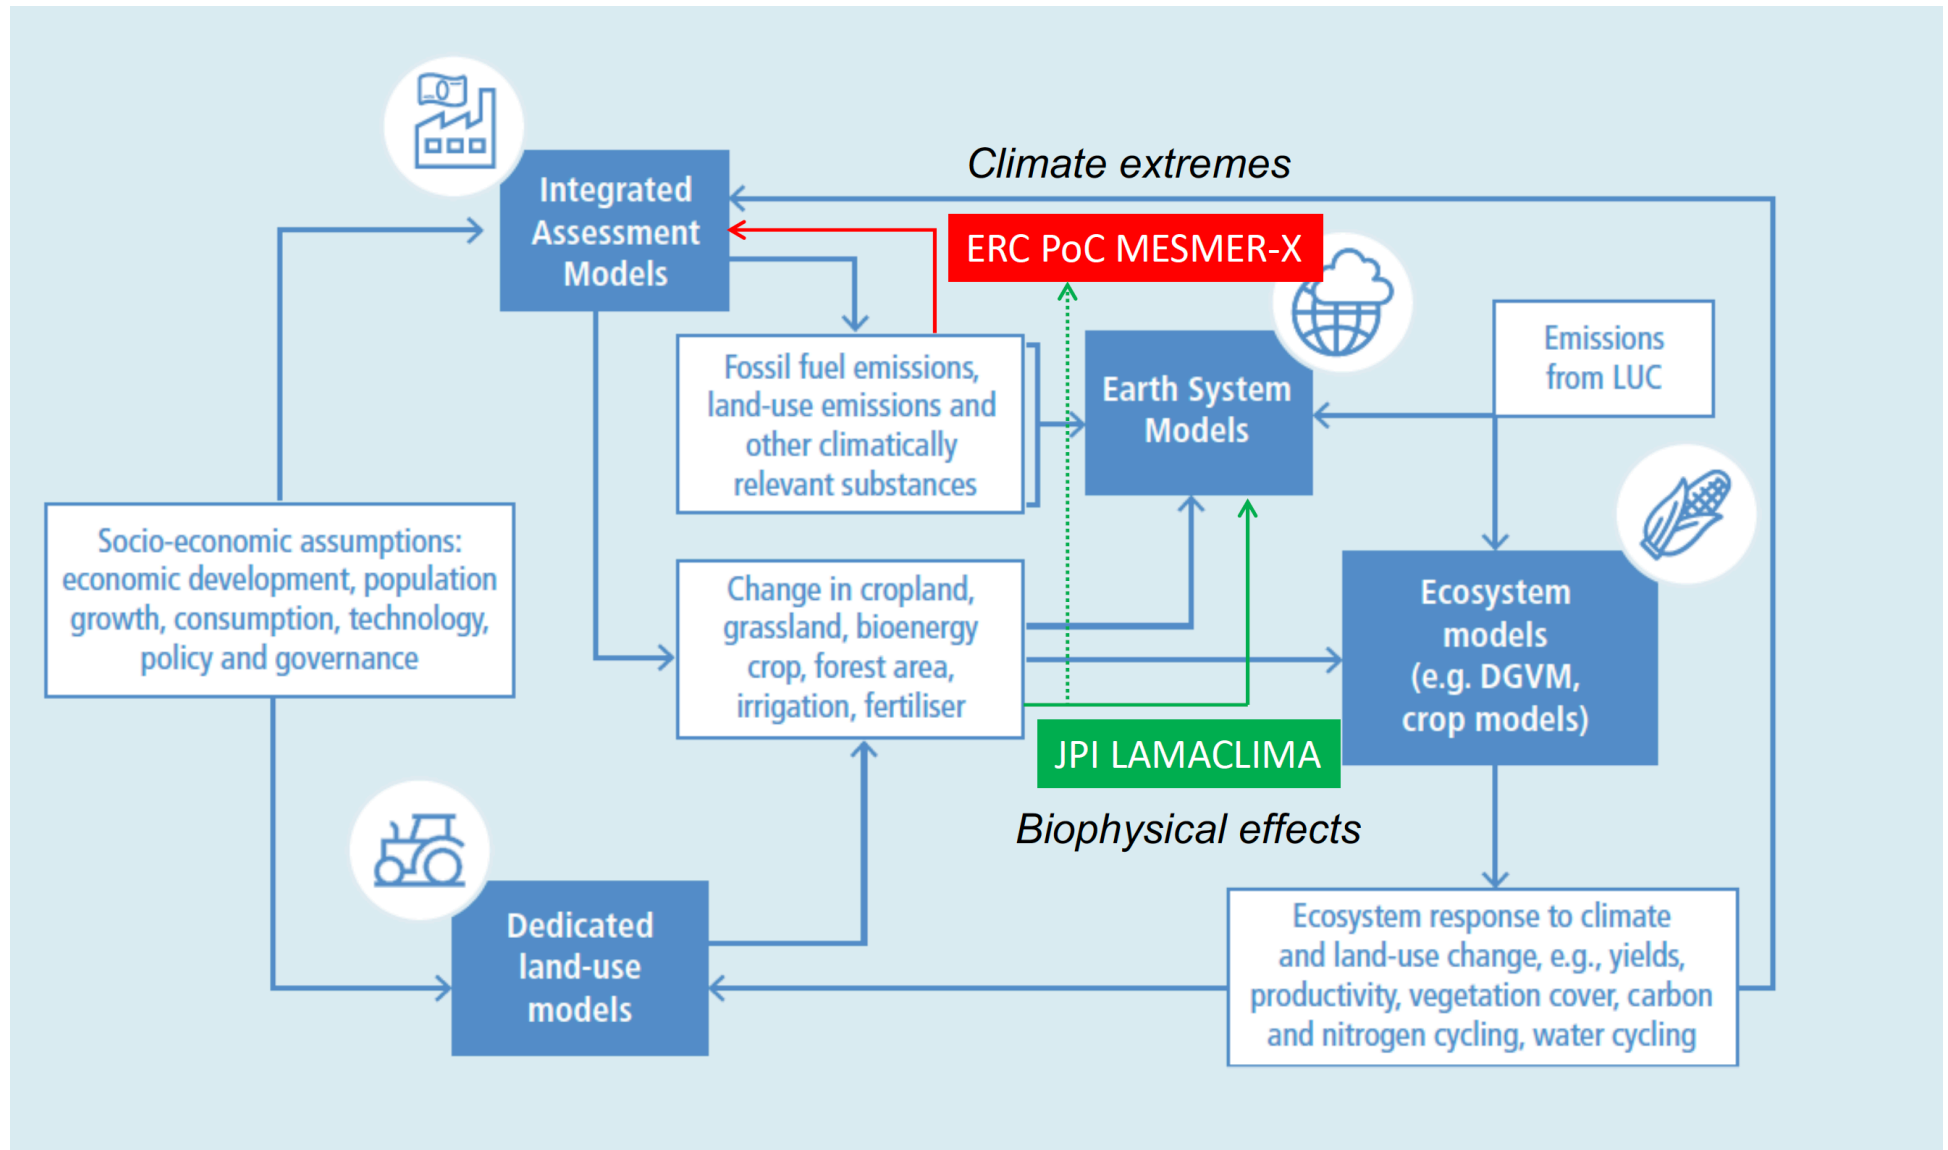 Climate extremes
Integrated
Assessment
Models
ERC PoC MESMER-X
Fossil fuel emissions,
land-use emissions and
other climatically
relevant substances
Earth System
Models
Emissions
from LUC
Socio-economic assumptions:
economic development, population
growth, consumption, technology,
policy and governance
Change in cropland,
grassland, bioenergy
crop, forest area,
irrigation, fertiliser
Ecosystem
models
(e.g. DGVM,
crop models)
JPI LAMACLIMA
Biophysical effects
Dedicated
land-use
models
Ecosystem response to climate
and land-use change, e.g., yields,
productivity, vegetation cover, carbon
and nitrogen cycling, water cycling